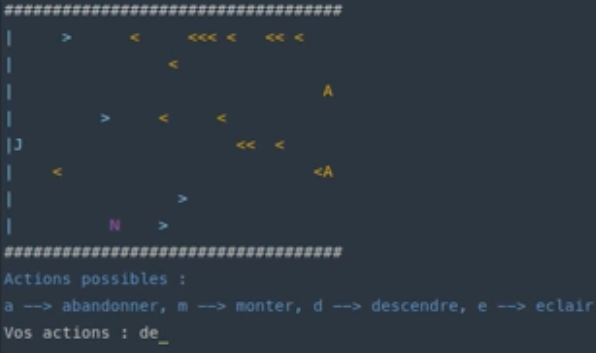 ###################################
|     >      <     <<< <   << <
|                <
|                                A
|         >     <     <
|J                      << <
|    <                          <A
|                 >
|          N    >
###################################
Actions possibles :
a --> abandonner, m --> monter, d --> descendre, e --> eclair
Vos actions : de_